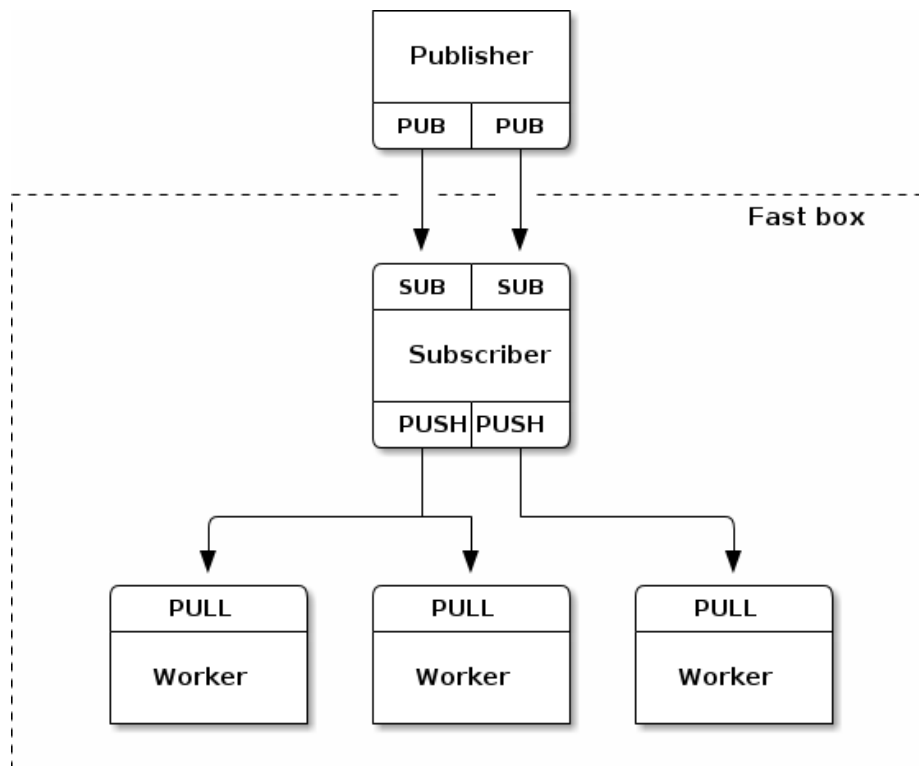 Publisher
PUB PUB
Fast box
SUB SUB
Subscriber
PUSH PUSH
PULL PULL PULL
Worker Worker Worker